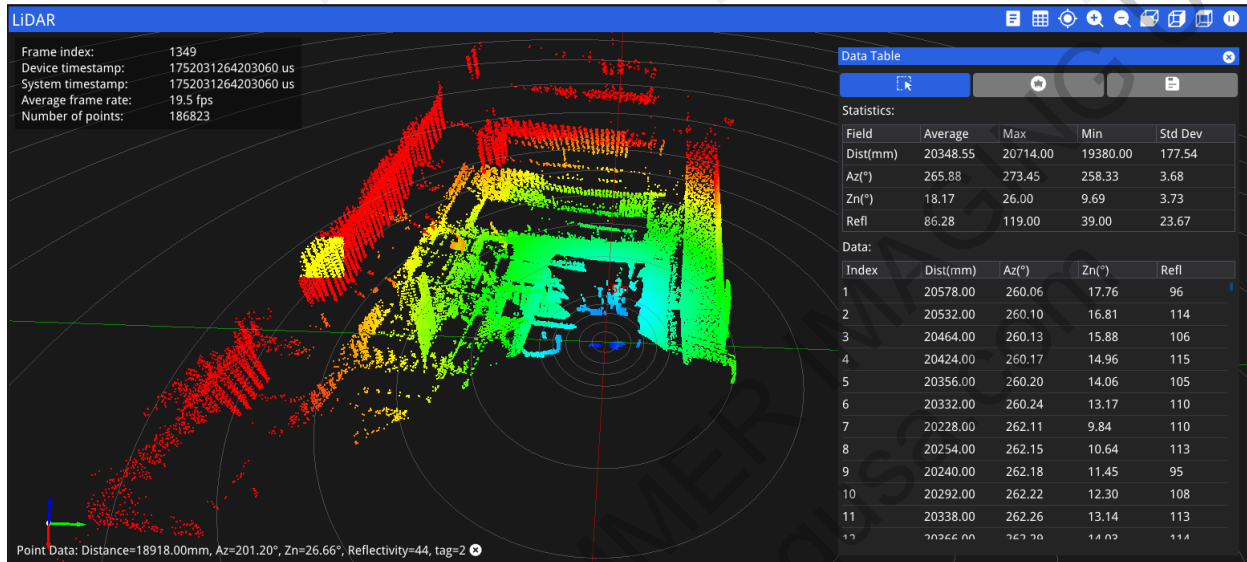 LiDAR
Frame index: 1349
Device timestamp: 1752031264203060 us
System timestamp: 1752031264203060 us
Average frame rate: 19.5 fps
Number of points: 186823
Data Table
Statistics:
Field Average Max Min Std Dev
Dist(mm) 20348.55 20714.00 19380.00 177.54
Az(°) 265.88 273.45 258.33 3.68
Zn(°) 18.17 26.00 9.69 3.73
Refl 86.28 119.00 39.00 23.67
Data:
Index Dist(mm) Az(°) Zn(°) Refl
1 20578.00 260.06 17.76 96
2 20532.00 260.10 16.81 114
3 20464.00 260.13 15.88 106
4 20424.00 260.17 14.96 115
5 20356.00 260.20 14.06 105
6 20332.00 260.24 13.17 110
7 20228.00 262.11 9.84 110
8 20254.00 262.15 10.64 113
9 20240.00 262.18 11.45 95
10 20292.00 262.22 12.30 108
11 20338.00 262.26 13.14 113
12 20366.00 262.29 14.03 114
Point Data: Distance=18918.00mm, Az=201.20°, Zn=26.66°, Reflectivity=44, tag=2